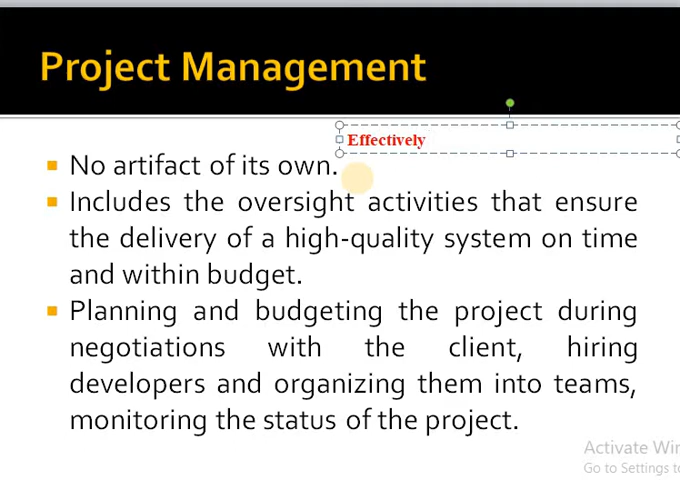 Project Management
Effectively
No artifact of its own.
Includes the oversight activities that ensure
the delivery of a high-quality system on time
and within budget.
Planning and budgeting the project during
negotiations with the client, hiring
developers and organizing them into teams,
monitoring the status of the project.
Activate Win
Go to Settings to